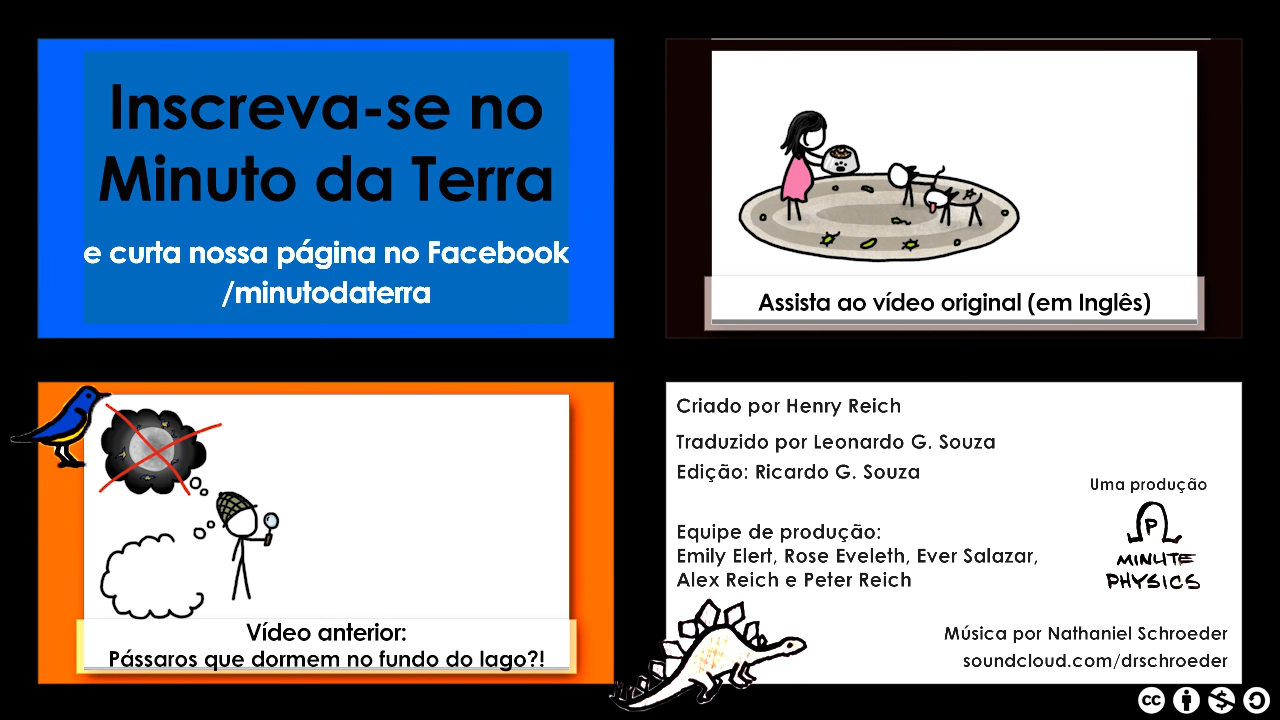 Inscreva-se no
Minuto da Terra
e curta nossa página no Facebook
/minutodaterra
Assista ao vídeo original (em Inglês)
Vídeo anterior:
Pássaros que dormem no fundo do lago?!
Criado por Henry Reich
Traduzido por Leonardo G. Souza
Edição: Ricardo G. Souza
Uma produção
P
MINUTE
PHYSICS
Equipe de produção:
Emily Elert, Rose Eveleth, Ever Salazar,
Alex Reich e Peter Reich
Música por Nathaniel Schroeder
soundcloud.com/drschroeder
cc